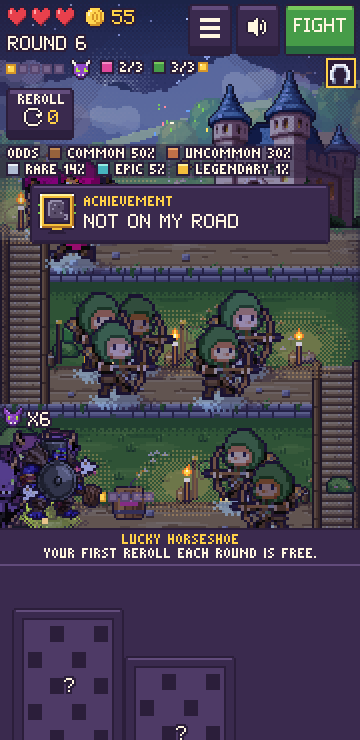 55
FIGHT
ROUND 6
2/3
3/3
REROLL
0
ODDS COMMON 50% UNCOMMON 30%
RARE 14% EPIC 5% LEGENDARY 1%
ACHIEVEMENT
NOT ON MY ROAD
X6
LUCKY HORSESHOE
YOUR FIRST REROLL EACH ROUND IS FREE.
?
?